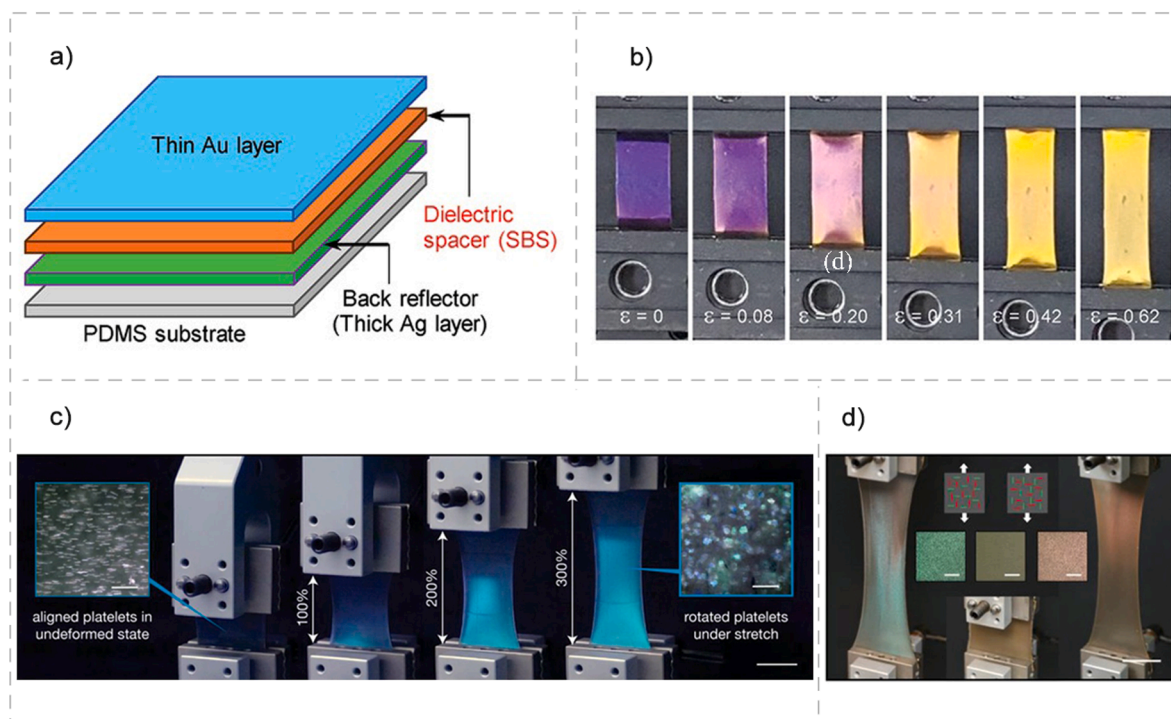 a)
Thin Au layer
Dielectric
spacer (SBS)
Back reflector
(Thick Ag layer)
PDMS substrate
b)
(d)
ε = 0
ε = 0.08
ε = 0.20
ε = 0.31
ε = 0.42
ε = 0.62
c)
aligned platelets in
undeformed state
100%
200%
300%
rotated platelets
under stretch
d)